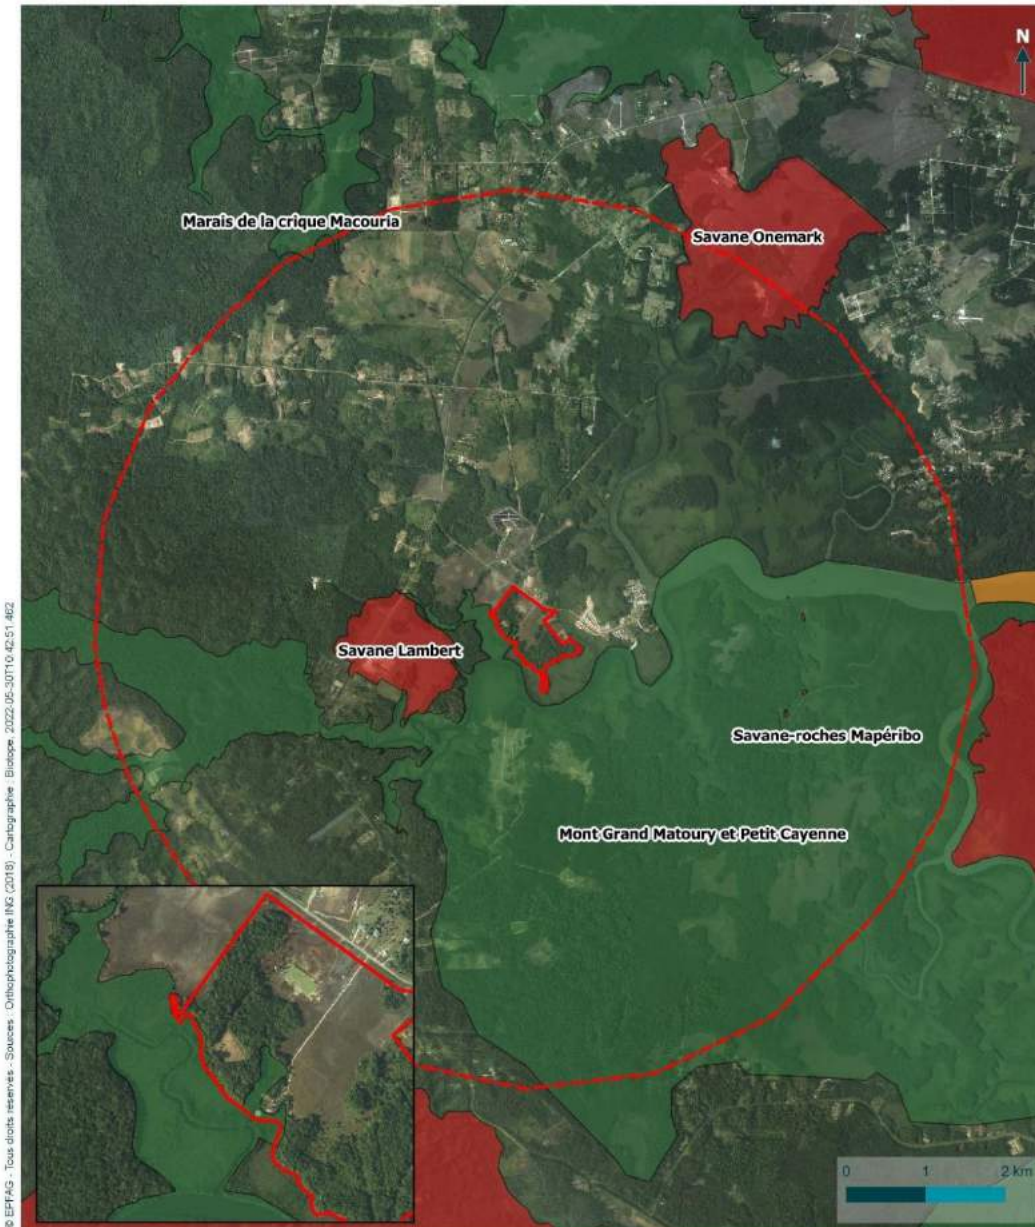 N
Marais de la crique Macouria
Savane Onemark
Savane Lambert
Savane-roches Mapéribo
Mont Grand Matoury et Petit Cayenne
0 1 2 km
© EPFAG - Tous droits réservés - Sources : Orthophotographie ING (2018) - Cartographie : Biotope, 2022-05-30T10:42:51.462